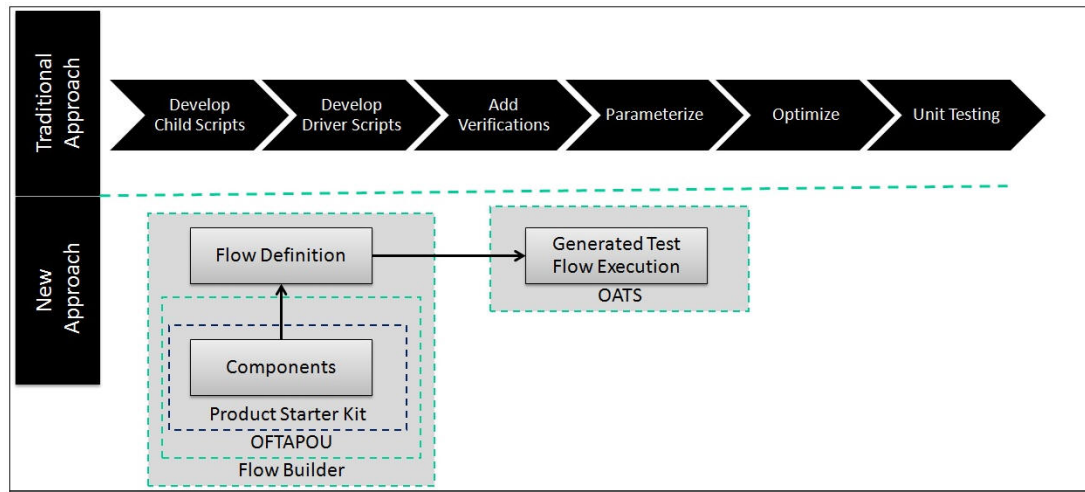 Traditional
Approach
Develop
Child Scripts
Develop
Driver Scripts
Add
Verifications
Parameterize
Optimize
Unit Testing
New
Approach
Flow Definition
Components
Product Starter Kit
OFTAPOU
Flow Builder
Generated Test
Flow Execution
OATS